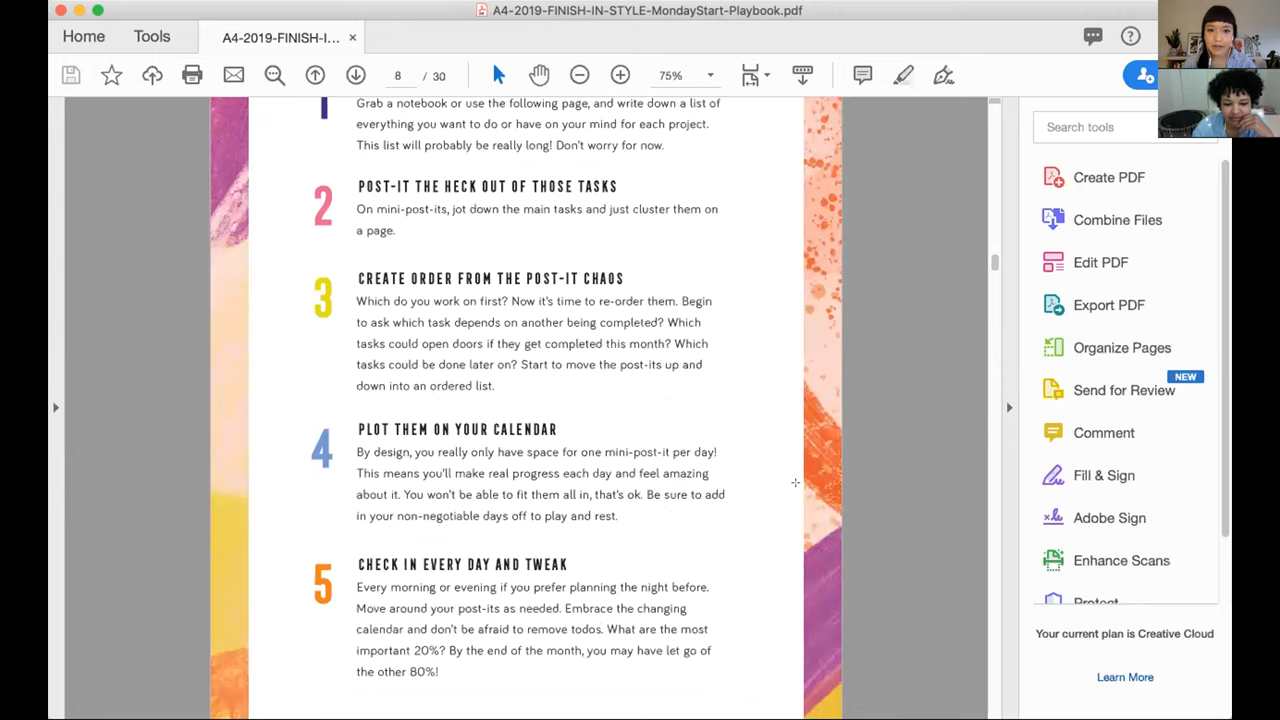 A4-2019-FINISH-IN-STYLE-MondayStart-Playbook.pdf
Home Tools A4-2019-FINISH-I... ×
8 / 30 75%
Search tools
1
Grab a notebook or use the following page, and write down a list of
everything you want to do or have on your mind for each project.
This list will probably be really long! Don't worry for now.
2
POST-IT THE HECK OUT OF THOSE TASKS
On mini-post-its, jot down the main tasks and just cluster them on
a page.
3
CREATE ORDER FROM THE POST-IT CHAOS
Which do you work on first? Now it's time to re-order them. Begin
to ask which task depends on another being completed? Which
tasks could open doors if they get completed this month? Which
tasks could be done later on? Start to move the post-its up and
down into an ordered list.
4
PLOT THEM ON YOUR CALENDAR
By design, you really only have space for one mini-post-it per day!
This means you'll make real progress each day and feel amazing
about it. You won't be able to fit them all in, that's ok. Be sure to add
in your non-negotiable days off to play and rest.
5
CHECK IN EVERY DAY AND TWEAK
Every morning or evening if you prefer planning the night before.
Move around your post-its as needed. Embrace the changing
calendar and don't be afraid to remove todos. What are the most
important 20%? By the end of the month, you may have let go of
the other 80%!
Create PDF
Combine Files
Edit PDF
Export PDF
Organize Pages
NEW
Send for Review
Comment
Fill & Sign
Adobe Sign
Enhance Scans
Protect
Your current plan is Creative Cloud
Learn More